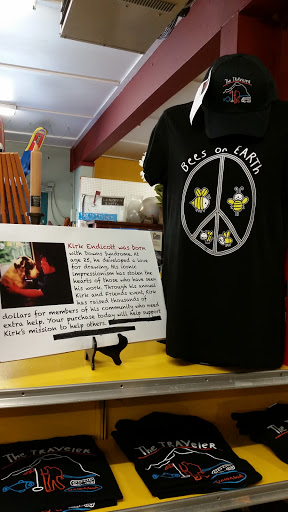 The Traveler
Bees on EARTH
Kirk Endicott was born
with Downs Syndrome. At
age 25, he developed a love
for drawing. His iconic
impressionism has stolen the
hearts of those who have seen
his work. Through his annual
Kirk and Friends event, Kirk
has raised thousands of
dollars for members of his community who need
extra help. Your purchase today will help support
Kirk's mission to help others.
The TRAVeler
The TRAVeler